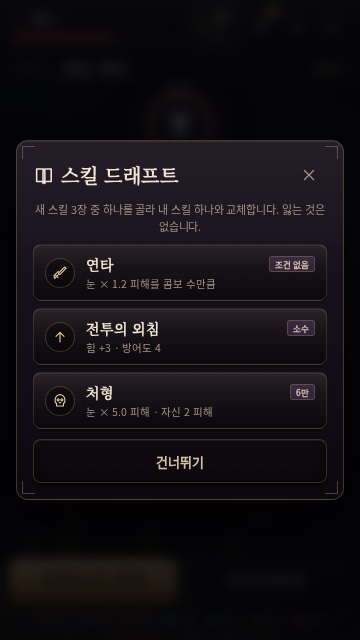 스킬 드래프트
새 스킬 3장 중 하나를 골라 내 스킬 하나와 교체합니다. 잃는 것은
없습니다.
연타
조건 없음
눈 × 1.2 피해를 콤보 수만큼
전투의 외침
소수
힘 +3 · 방어도 4
처형
6만
눈 × 5.0 피해 · 자신 2 피해
건너뛰기